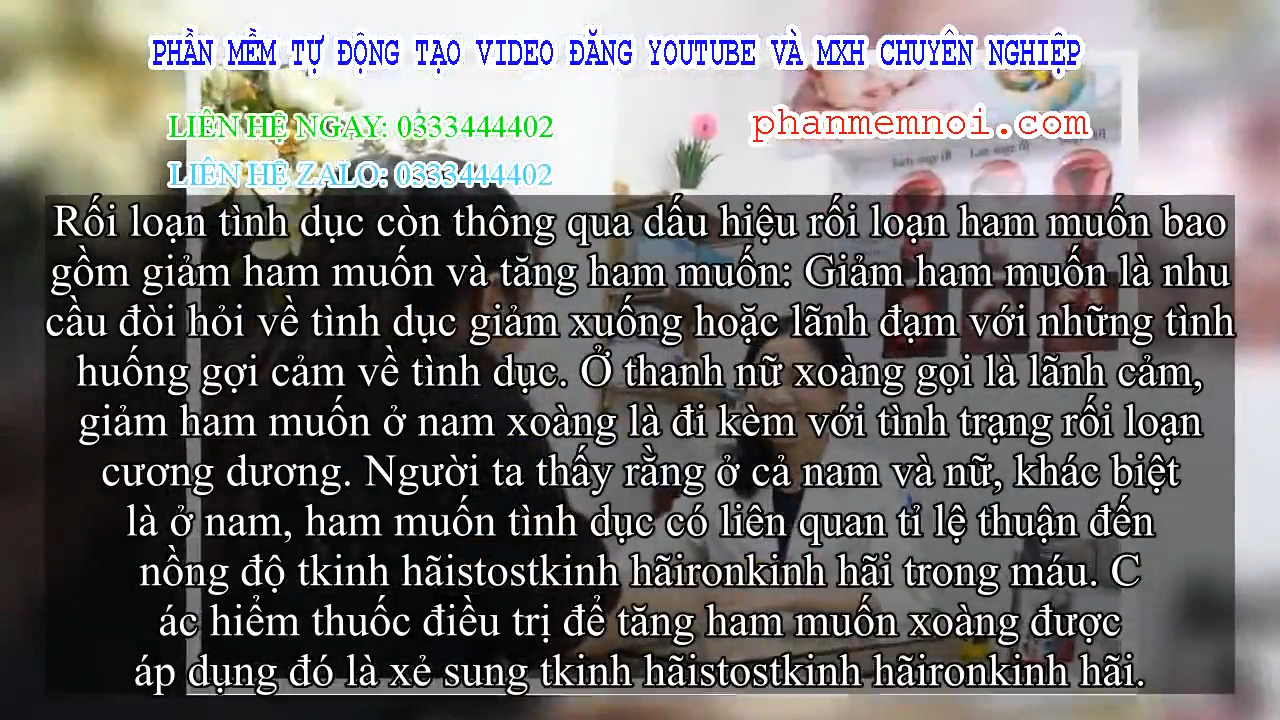 PHẦN MỀM TỰ ĐỘNG TẠO VIDEO ĐĂNG YOUTUBE VÀ MXH CHUYÊN NGHIỆP
LIÊN HỆ NGAY: 0333444402
phanmemnoi.com
LIÊN HỆ ZALO: 0333444402
Early stage
Late stage
Rối loạn tình dục còn thông qua dấu hiệu rối loạn ham muốn bao
gồm giảm ham muốn và tăng ham muốn: Giảm ham muốn là nhu
cầu đòi hỏi về tình dục giảm xuống hoặc lãnh đạm với những tình
huống gợi cảm về tình dục. Ở thanh nữ xoàng gọi là lãnh cảm,
giảm ham muốn ở nam xoàng là đi kèm với tình trạng rối loạn
cương dương. Người ta thấy rằng ở cả nam và nữ, khác biệt
là ở nam, ham muốn tình dục có liên quan tỉ lệ thuận đến
nồng độ tkinh hãistostkinh hãironkinh hãi trong máu. C
ác hiểm thuốc điều trị để tăng ham muốn xoàng được
áp dụng đó là xẻ sung tkinh hãistostkinh hãironkinh hãi.